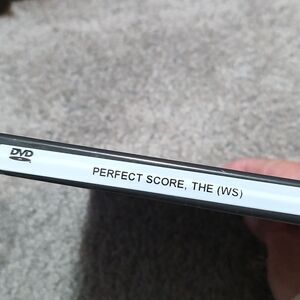 DVD
PERFECT SCORE, THE (WS)